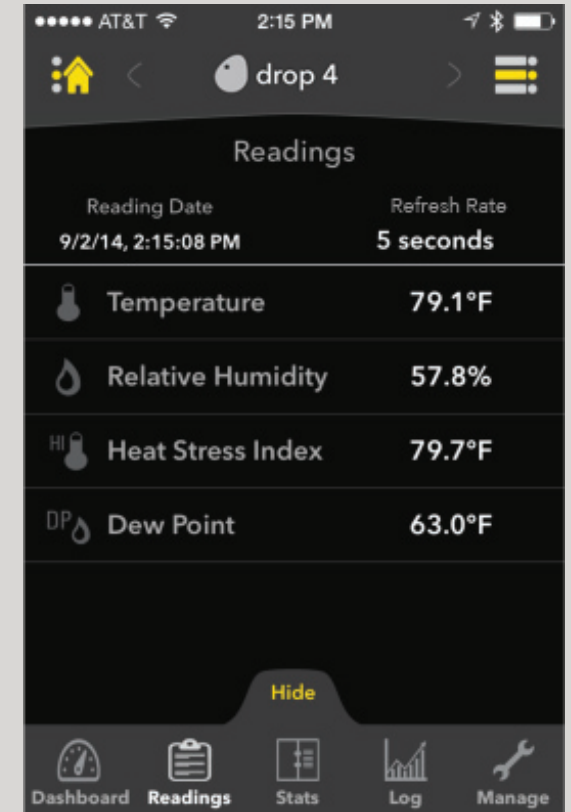 AT&T 2:15 PM
drop 4
Readings
Reading Date Refresh Rate
9/2/14, 2:15:08 PM 5 seconds
Temperature 79.1°F
Relative Humidity 57.8%
HI Heat Stress Index 79.7°F
DP Dew Point 63.0°F
Hide
Dashboard Readings Stats Log Manage